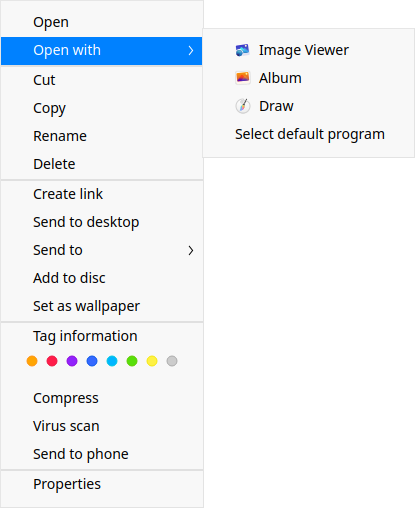 Open
Open with
Image Viewer
Album
Draw
Select default program
Cut
Copy
Rename
Delete
Create link
Send to desktop
Send to
Add to disc
Set as wallpaper
Tag information
Compress
Virus scan
Send to phone
Properties